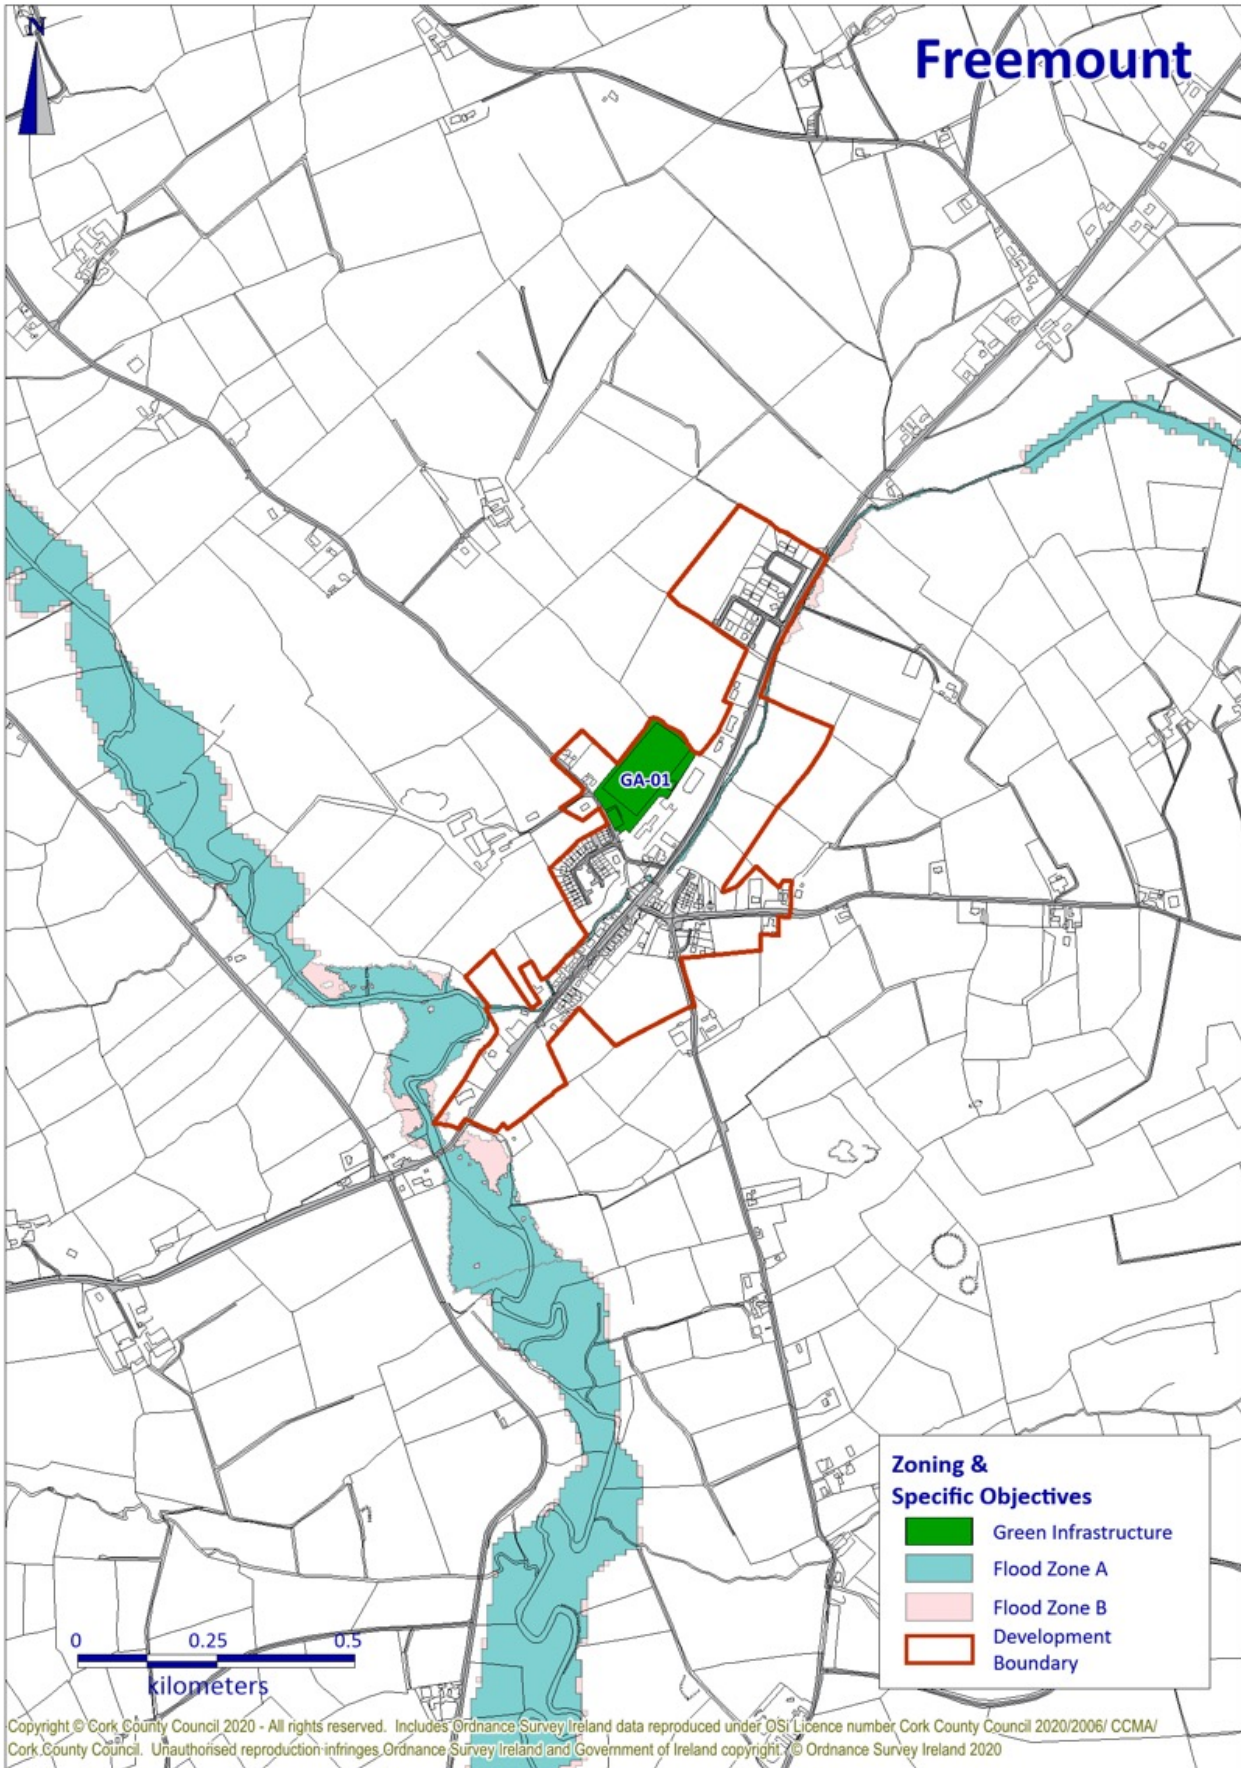 N
Freemount
GA-01
Zoning &
Specific Objectives
Green Infrastructure
Flood Zone A
Flood Zone B
Development
Boundary
0 0.25 0.5
kilometers
Copyright © Cork County Council 2020 - All rights reserved. Includes Ordnance Survey Ireland data reproduced under OSi Licence number Cork County Council 2020/2006/ CCMA/
Cork County Council. Unauthorised reproduction infringes Ordnance Survey Ireland and Government of Ireland copyright. © Ordnance Survey Ireland 2020